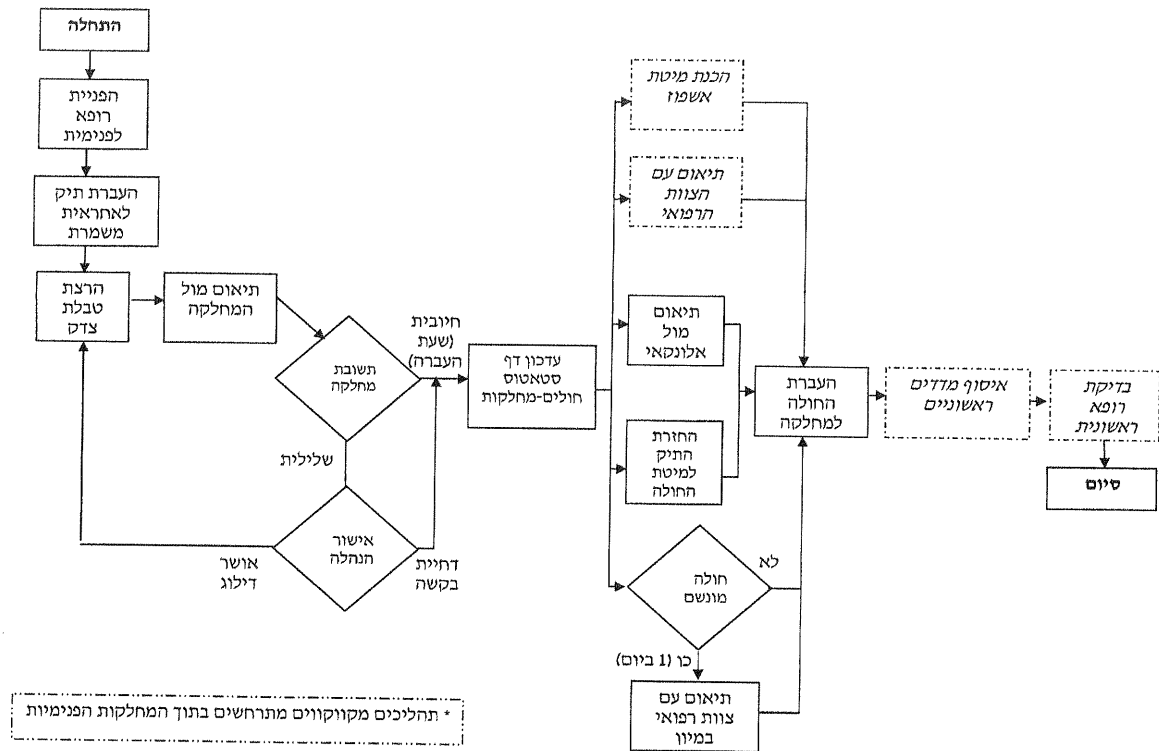 התחלה
הפניית
רופא
לפנימית
העברת תיק
לאחראית
משמרת
הרצת
טבלת
צדק
תיאום מול
המחלקה
תשובת
מחלקה
חיובית
(שעת
העברה)
שלילית
אישור
הנהלה
אושר
דילוג
דחיית
בקשה
עדכון דף
סטאטוס
חולים-מחלקות
הכנת מיטת
אשפוז
תיאום עם
הצוות
הרפואי
תיאום
מול
אלונקאי
החזרת
התיק
למיטת
החולה
חולה
מונשם
לא
כן (1 ביום)
תיאום עם
צוות רפואי
במיון
העברת
החולה
למחלקה
איסוף מדדים
ראשוניים
בדיקת
רופא
ראשונית
סיום
* תהליכים מקווקווים מתרחשים בתוך המחלקות הפנימיות